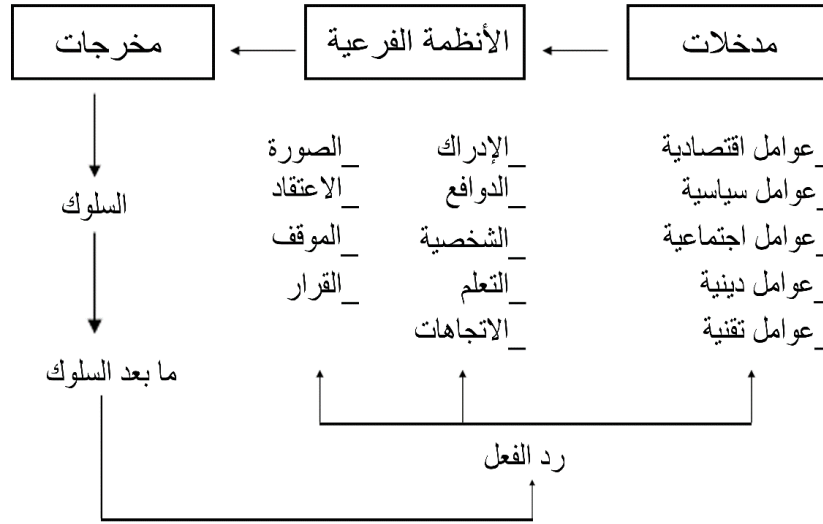 مدخلات
الأنظمة الفرعية
مخرجات
_عوامل اقتصادية
_عوامل سياسية
_عوامل اجتماعية
_عوامل دينية
_عوامل تقنية
_الإدراك
_الدوافع
_الشخصية
_التعلم
_الاتجاهات
_الصورة
_الاعتقاد
_الموقف
_القرار
السلوك
ما بعد السلوك
رد الفعل